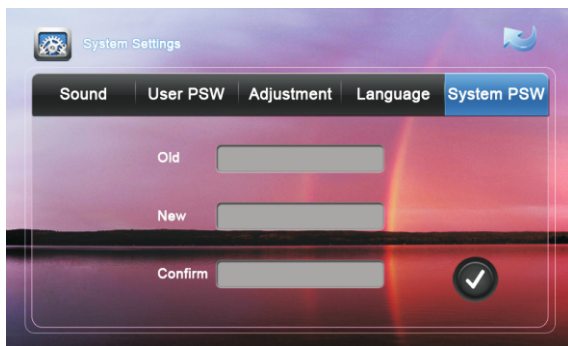 System Settings
Sound User PSW Adjustment Language System PSW
Old
New
Confirm